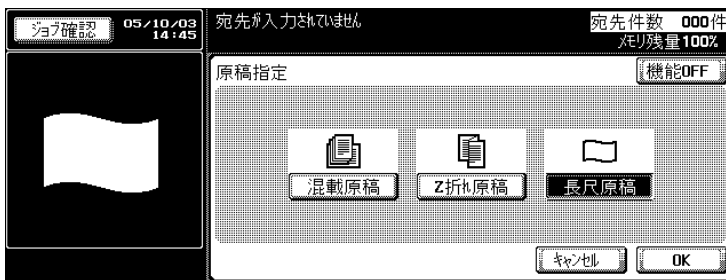 ジョブ確認
05/10/03
14:45
宛先が入力されていません
宛先件数 000件
メモリ残量100%
原稿指定
機能OFF
混載原稿
Z折れ原稿
長尺原稿
キャンセル
OK